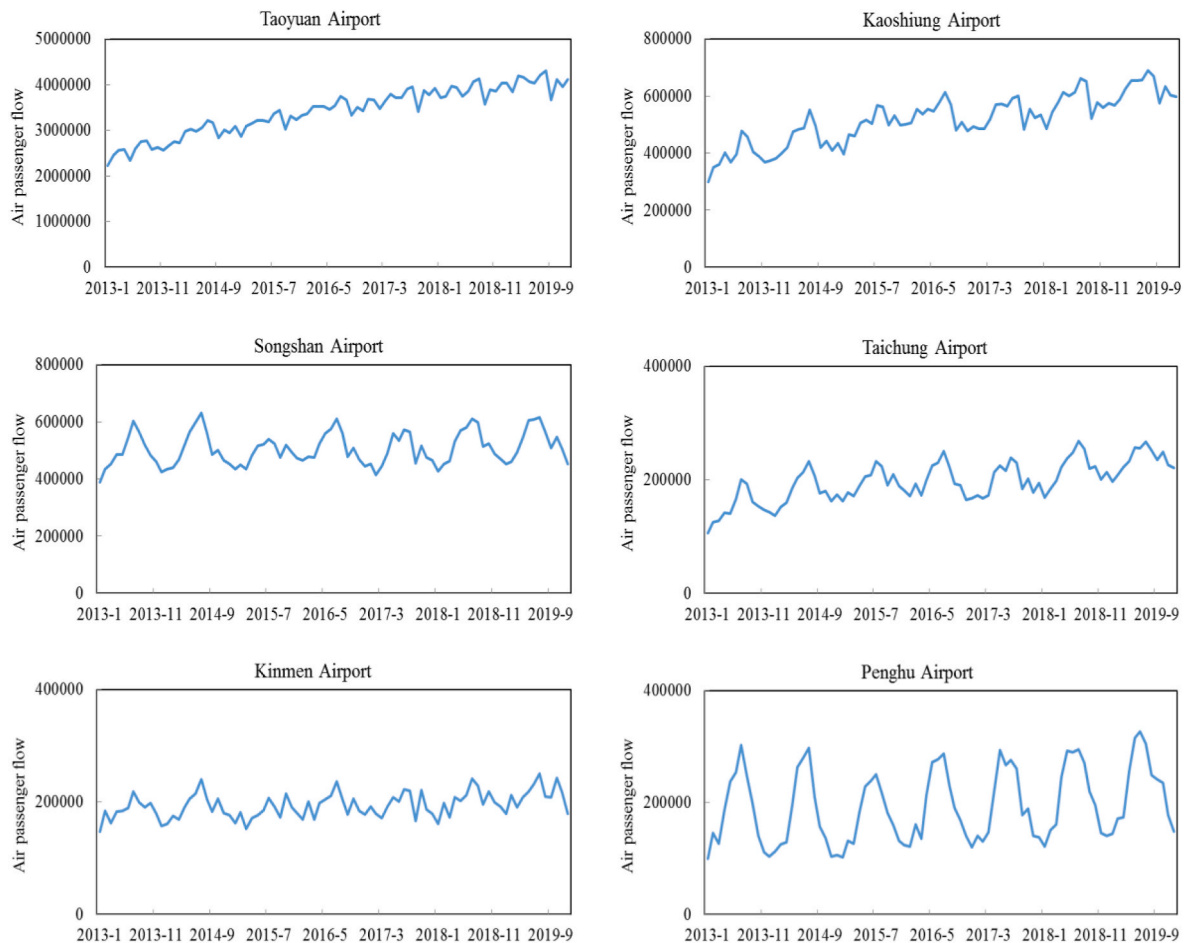 Taoyuan Airport
Air passenger flow
5000000
4000000
3000000
2000000
1000000
0
2013-1 2013-11 2014-9 2015-7 2016-5 2017-3 2018-1 2018-11 2019-9
Kaoshiung Airport
Air passenger flow
800000
600000
400000
200000
0
2013-1 2013-11 2014-9 2015-7 2016-5 2017-3 2018-1 2018-11 2019-9
Songshan Airport
Air passenger flow
800000
600000
400000
200000
0
2013-1 2013-11 2014-9 2015-7 2016-5 2017-3 2018-1 2018-11 2019-9
Taichung Airport
Air passenger flow
400000
200000
0
2013-1 2013-11 2014-9 2015-7 2016-5 2017-3 2018-1 2018-11 2019-9
Kinmen Airport
Air passenger flow
400000
200000
0
2013-1 2013-11 2014-9 2015-7 2016-5 2017-3 2018-1 2018-11 2019-9
Penghu Airport
Air passenger flow
400000
200000
0
2013-1 2013-11 2014-9 2015-7 2016-5 2017-3 2018-1 2018-11 2019-9